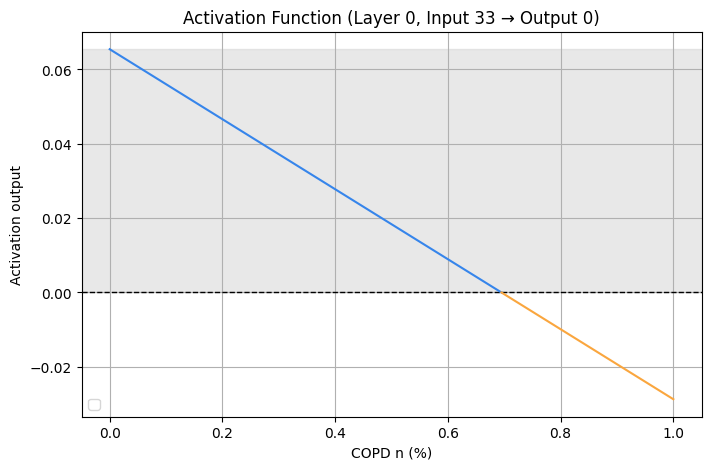 Activation Function (Layer 0, Input 33 → Output 0)
Activation output
0.06
0.04
0.02
0.00
−0.02
0.0 0.2 0.4 0.6 0.8 1.0
COPD n (%)